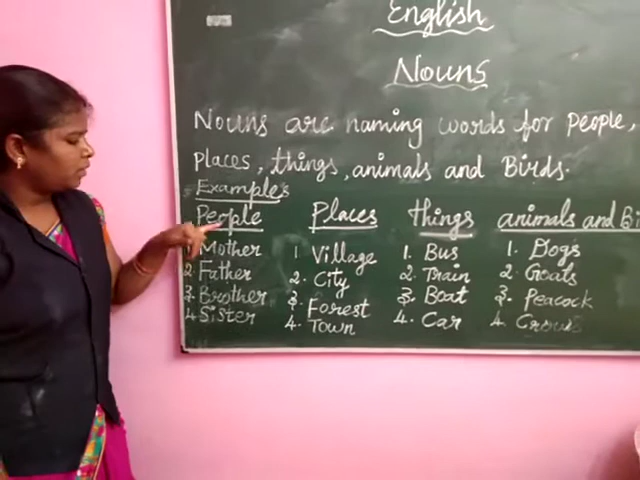 English
Nouns
Nouns are naming words for People,
Places, things, animals and Birds.
Examples
People Places things animals and Bi
Mother 1 Village 1. Bus 1. Dogs
2 Father 2. City 2. Train 2. Goats
3. Brother 3. Forest 3. Boat 3. Peacock
4. Sister 4. Town 4. Car 4. Crows